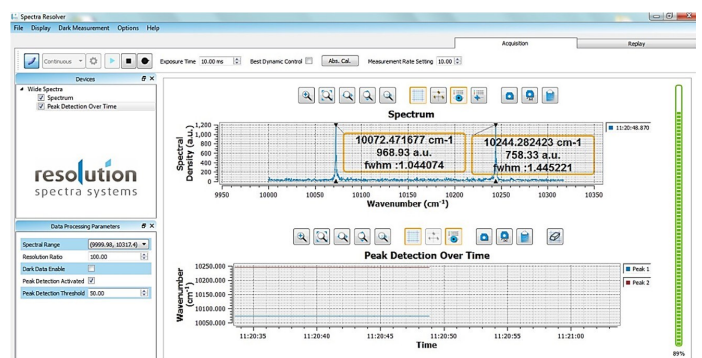 Spectra Resolver
File Display Dark Measurement Options Help
Acquisition Replay
Continuous Exposure Time 10.00 ms Best Dynamic Control Abs. Cal. Measurement Rate Setting 10.00
Devices
Wide Spectra
Spectrum
Peak Detection Over Time
resolution
spectra systems
Data Processing Parameters
Spectral Range (9999.98, 10317.4)
Resolution Ratio 100.00
Dark Data Enable
Peak Detection Activated
Peak Detection Threshold 50.00
Spectrum
Spectral
Density (a.u.)
1,200
1,000
800
600
400
200
0
10072.471677 cm-1
968.93 a.u.
fwhm :1.044074
10244.282423 cm-1
758.33 a.u.
fwhm :1.445221
11:20:48.870
9950 10000 10050 10100 10150 10200 10250 10300 10350
Wavenumber (cm-1)
Peak Detection Over Time
Wavenumber
(cm-1)
10250.000
10200.000
10150.000
10100.000
10050.000
Peak 1
Peak 2
11:20:35 11:20:40 11:20:45 11:20:50 11:20:55 11:21:00
Time
89%